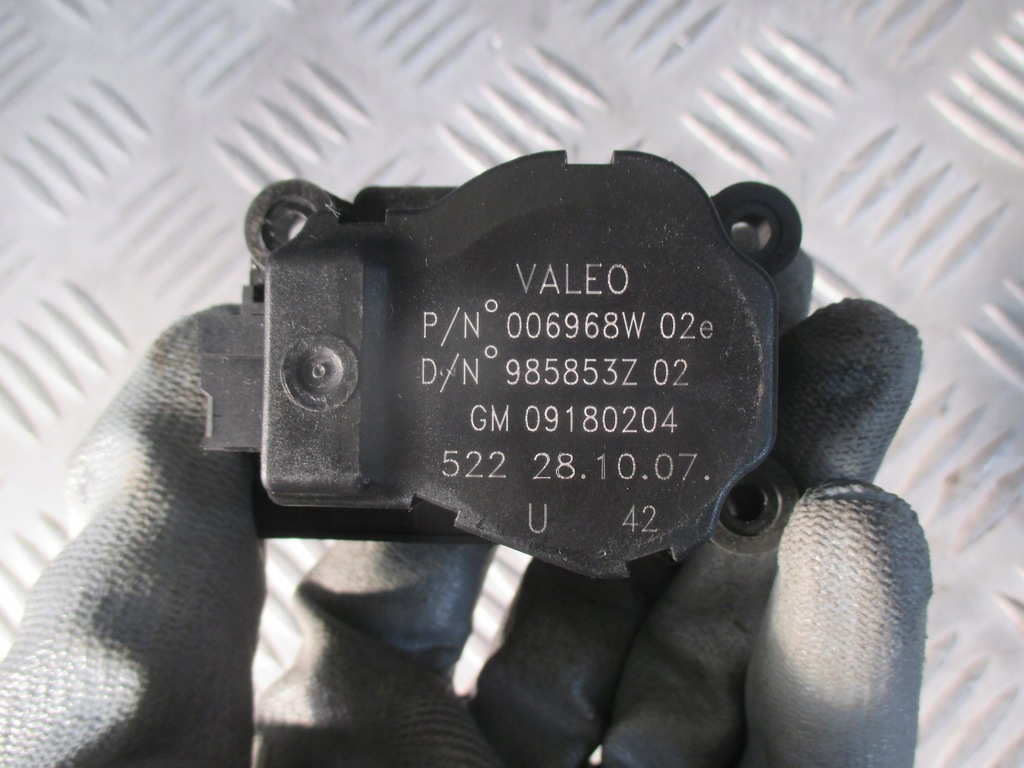 VALEO
P/N° 006968W 02e
D/N° 985853Z 02
GM 09180204
522 28.10.07.
U 42